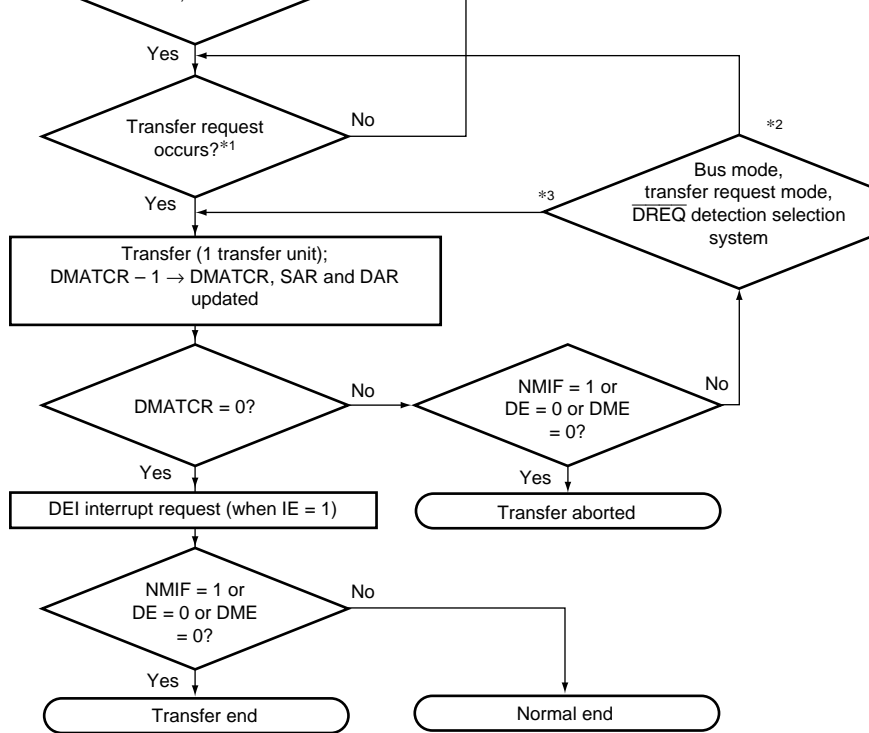 Yes
Transfer request
occurs?*1
No
*2
Bus mode,
transfer request mode,
DREQ detection selection
system
*3
Yes
Transfer (1 transfer unit);
DMATCR – 1 → DMATCR, SAR and DAR
updated
DMATCR = 0?
No
NMIF = 1 or
DE = 0 or DME
= 0?
No
Yes
Yes
DEI interrupt request (when IE = 1)
Transfer aborted
NMIF = 1 or
DE = 0 or DME
= 0?
No
Yes
Transfer end
Normal end